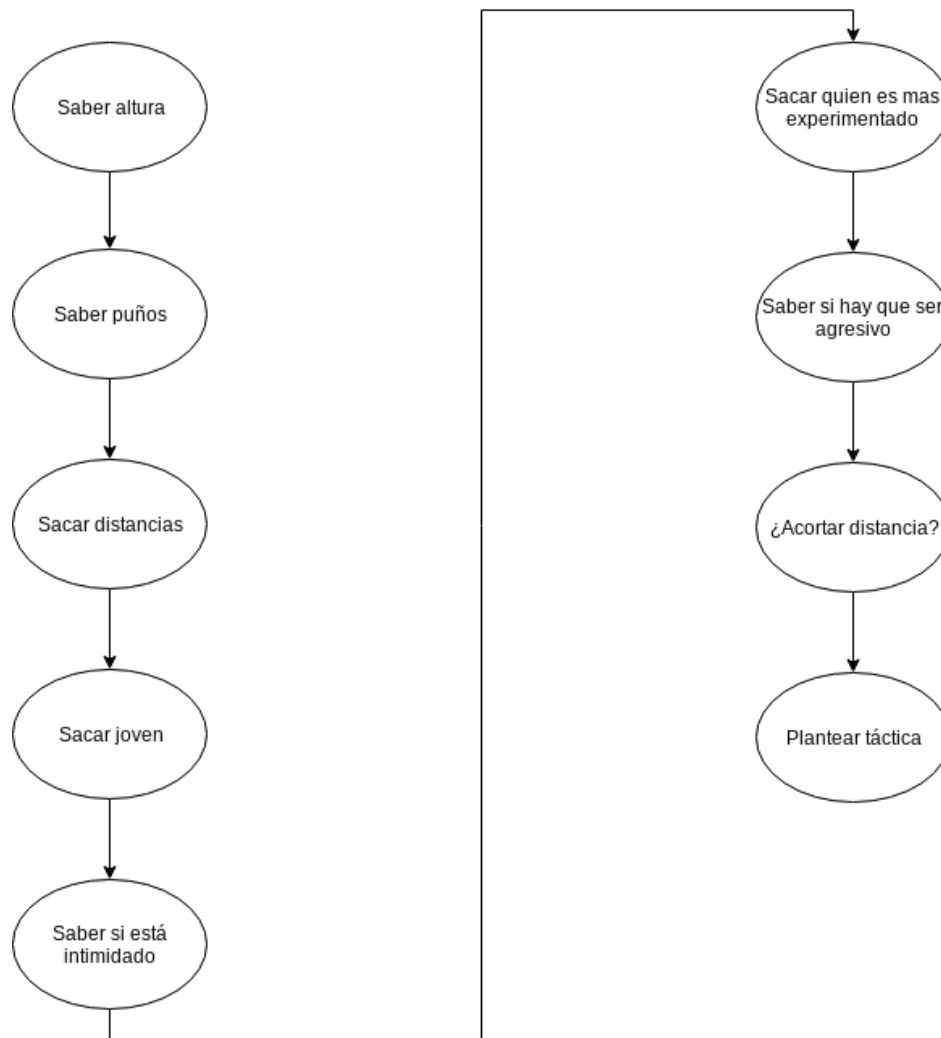 Saber altura
Saber puños
Sacar distancias
Sacar joven
Saber si está
intimidado
Sacar quien es mas
experimentado
Saber si hay que ser
agresivo
¿Acortar distancia?
Plantear táctica